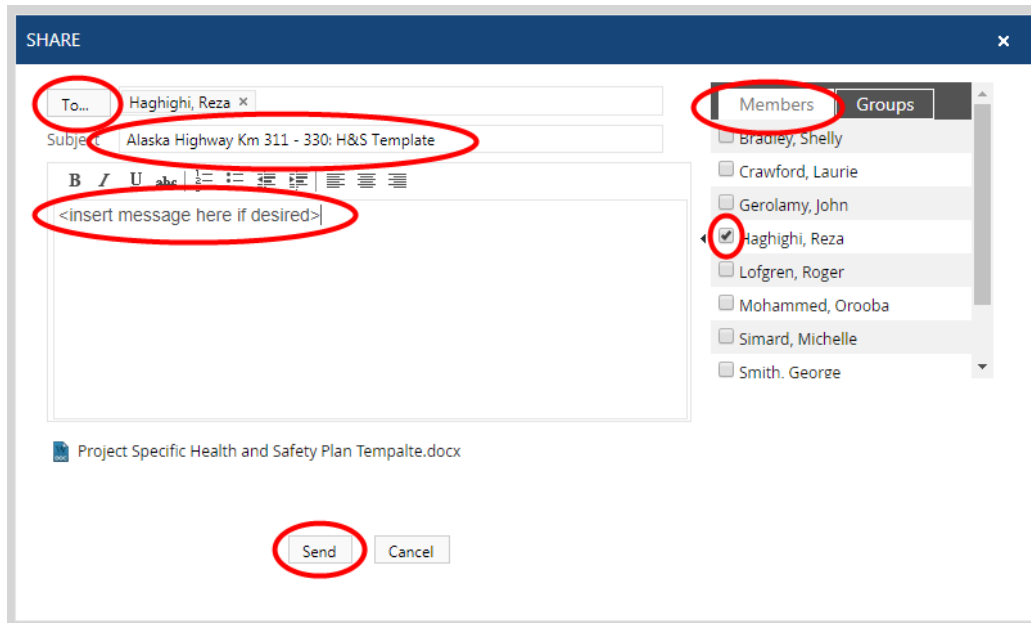 SHARE ×
To... Haghighi, Reza ×
Subject Alaska Highway Km 311 - 330: H&S Template
B I U abc
<insert message here if desired>
Project Specific Health and Safety Plan Tempalte.docx
Send Cancel
Members Groups
Bradley, Shelly
Crawford, Laurie
Gerolamy, John
Haghighi, Reza
Lofgren, Roger
Mohammed, Orooba
Simard, Michelle
Smith, George